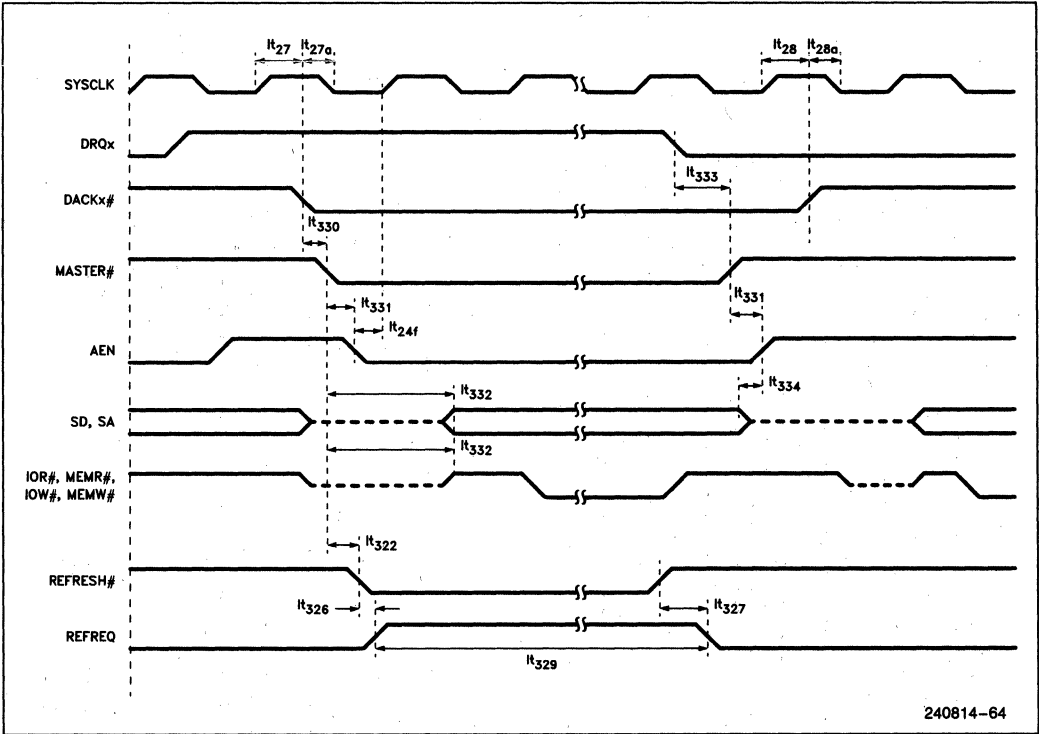 It27 It27a It28 It28a
SYSCLK
DRQx
It333
DACKx#
It330
MASTER#
It331 It331
It24f
AEN
It334
It332
SD, SA
It332
IOR#, MEMR#,
IOW#, MEMW#
It322
REFRESH#
It326 It327
REFREQ
It329
240814-64